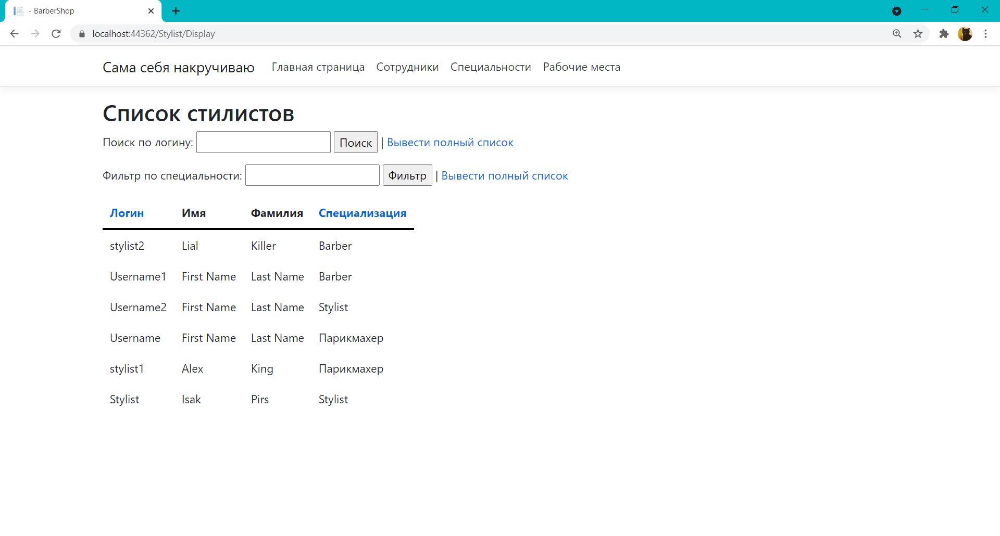 - BarberShop
localhost:44362/Stylist/Display
Сама себя накручиваю Главная страница Сотрудники Специальности Рабочие места
Список стилистов
Поиск по логину: Поиск | Вывести полный список
Фильтр по специальности: Фильтр | Вывести полный список
Логин Имя Фамилия Специализация
stylist2 Lial Killer Barber
Username1 First Name Last Name Barber
Username2 First Name Last Name Stylist
Username First Name Last Name Парикмахер
stylist1 Alex King Парикмахер
Stylist Isak Pirs Stylist